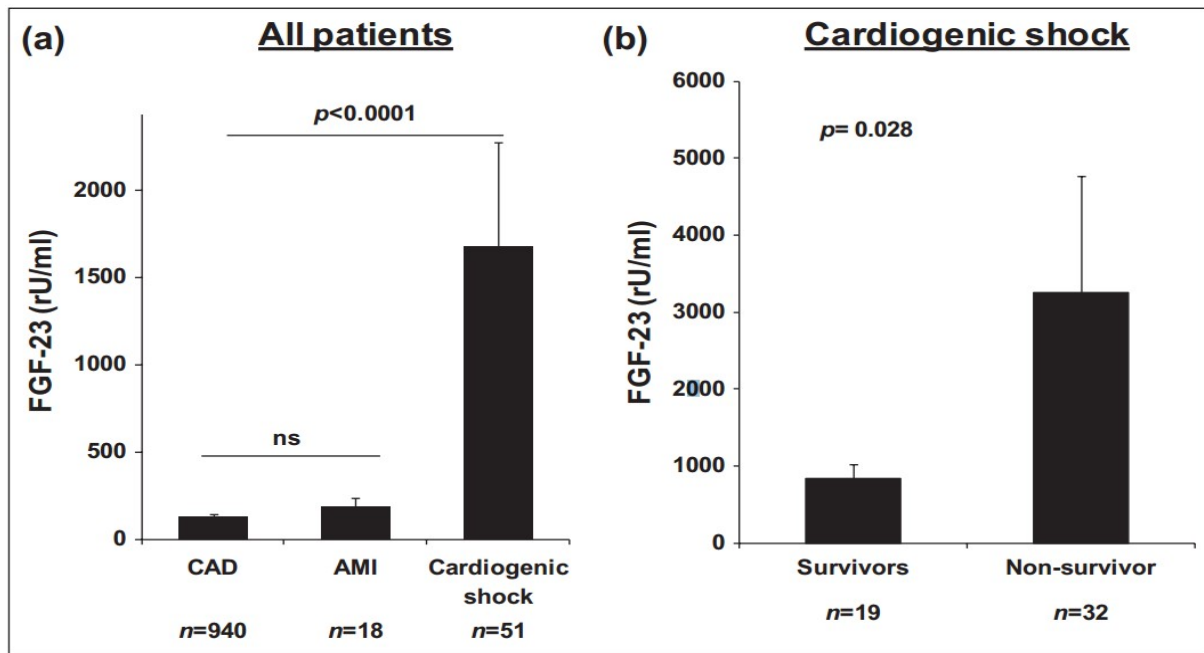 (a)
All patients
p<0.0001
ns
FGF-23 (rU/ml)
2000
1500
1000
500
0
CAD
AMI
Cardiogenic
shock
n=940
n=18
n=51
(b)
Cardiogenic shock
p= 0.028
FGF-23 (rU/ml)
6000
5000
4000
3000
2000
1000
0
Survivors
Non-survivor
n=19
n=32